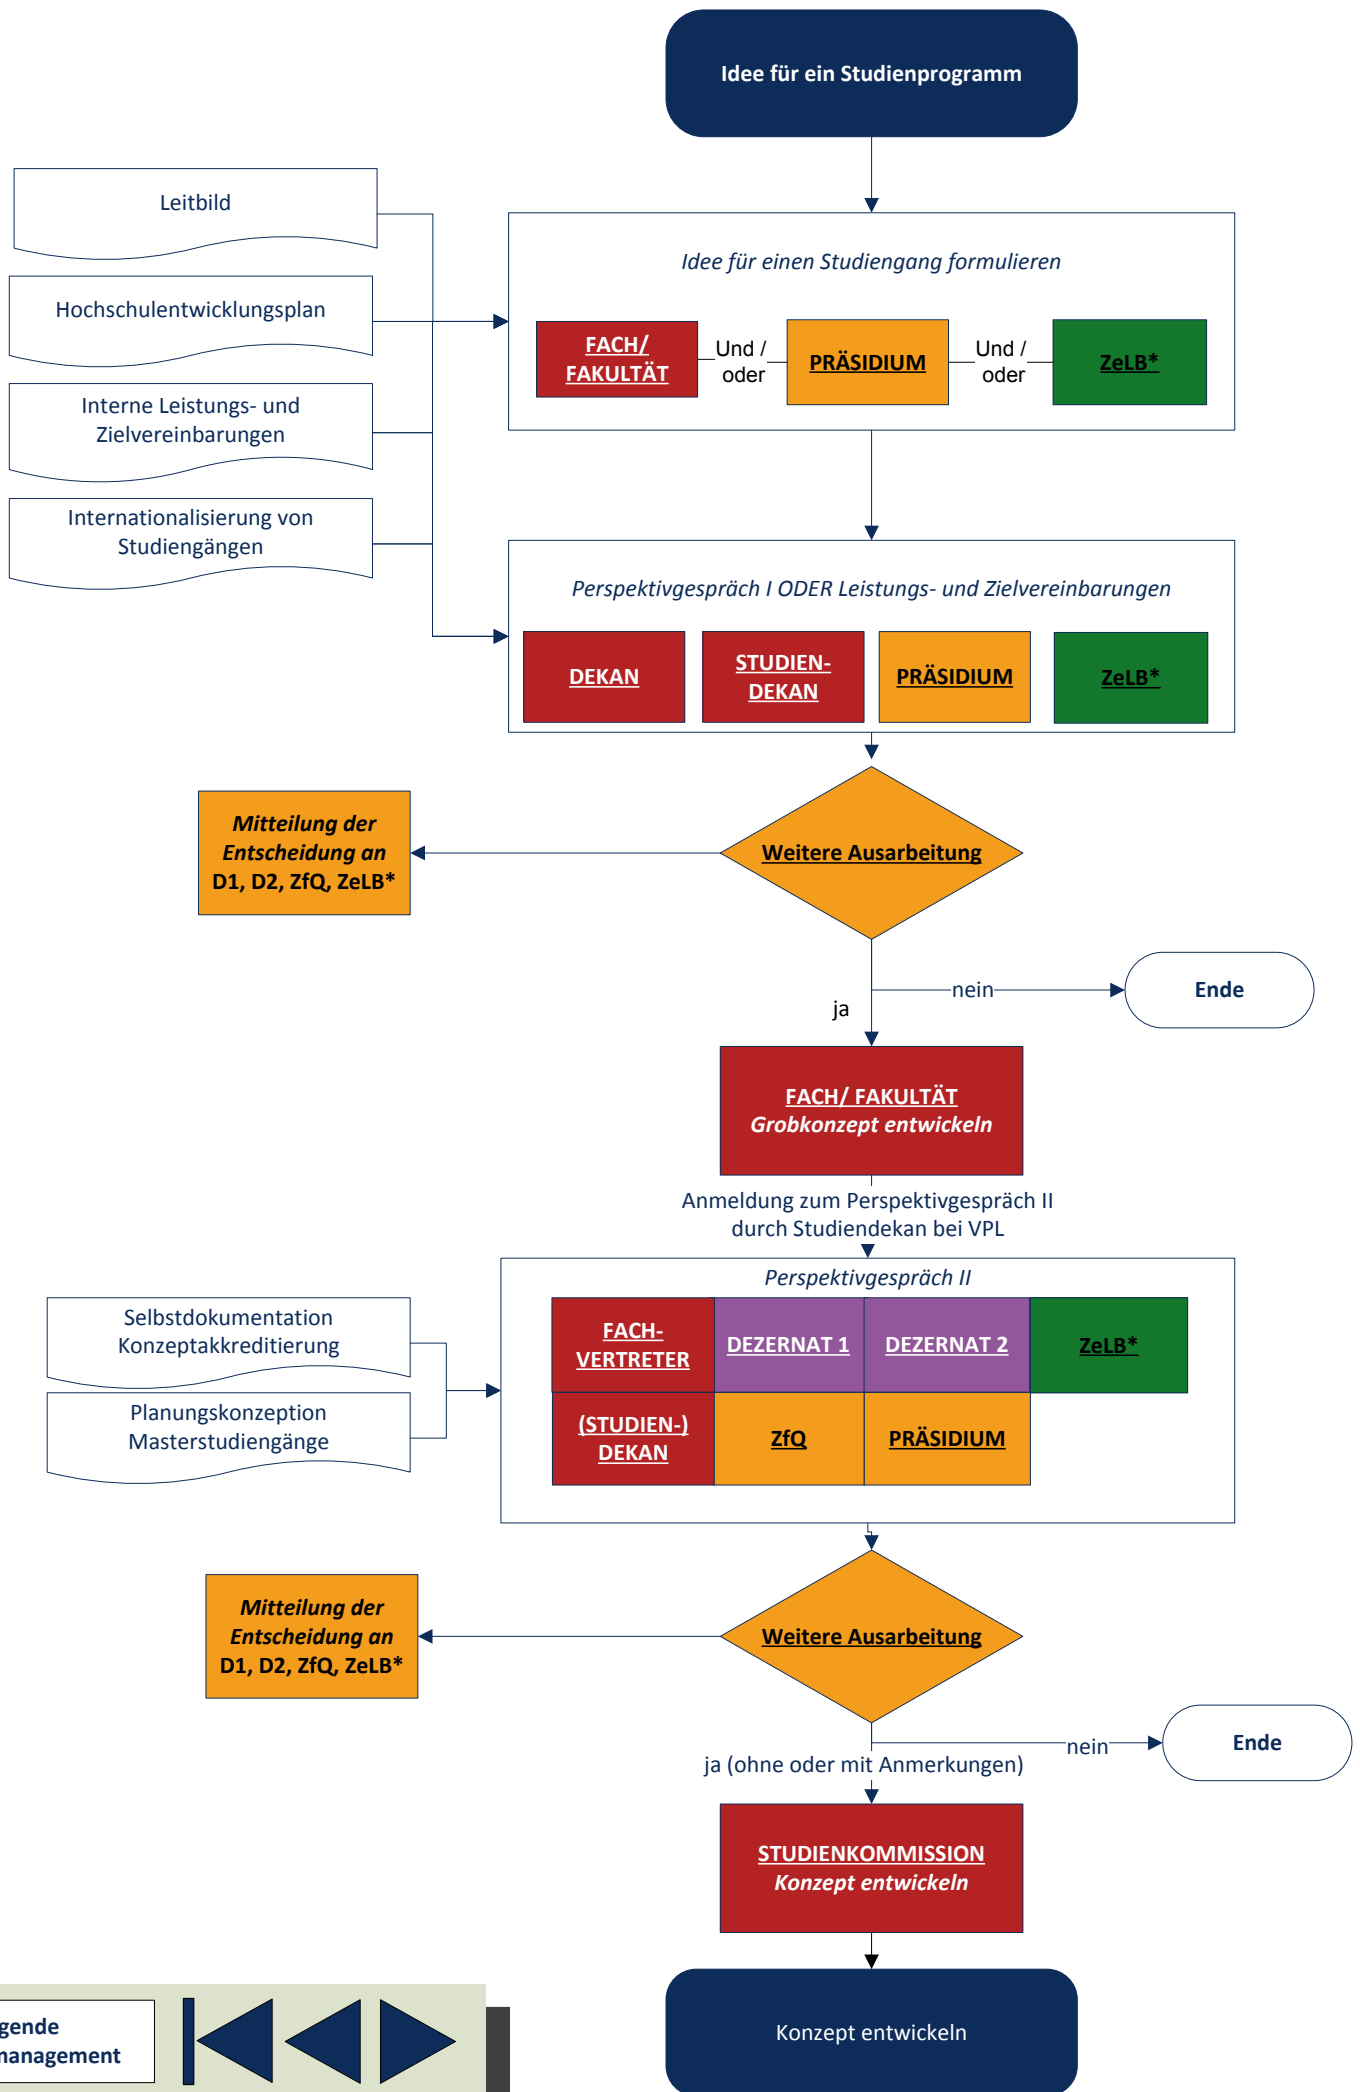 Idee für ein Studienprogramm
Leitbild
Hochschulentwicklungsplan
Interne Leistungs- und
Zielvereinbarungen
Internationalisierung von
Studiengängen
Idee für einen Studiengang formulieren
FACH/
FAKULTÄT
Und /
oder
PRÄSIDIUM
Und /
oder
ZeLB*
Perspektivgespräch I ODER Leistungs- und Zielvereinbarungen
DEKAN
STUDIEN-
DEKAN
PRÄSIDIUM
ZeLB*
Weitere Ausarbeitung
Mitteilung der
Entscheidung an
D1, D2, ZfQ, ZeLB*
nein
Ende
ja
FACH/ FAKULTÄT
Grobkonzept entwickeln
Anmeldung zum Perspektivgespräch II
durch Studiendekan bei VPL
Perspektivgespräch II
Selbstdokumentation
Konzeptakkreditierung
Planungskonzeption
Masterstudiengänge
FACH-
VERTRETER
DEZERNAT 1
DEZERNAT 2
ZeLB*
(STUDIEN-)
DEKAN
ZfQ
PRÄSIDIUM
Weitere Ausarbeitung
Mitteilung der
Entscheidung an
D1, D2, ZfQ, ZeLB*
nein
Ende
ja (ohne oder mit Anmerkungen)
STUDIENKOMMISSION
Konzept entwickeln
Konzept entwickeln
gende
management